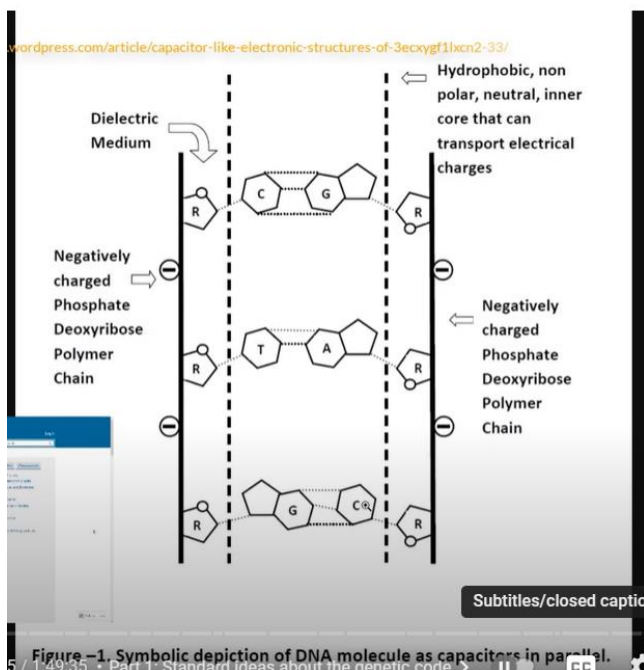 .wordpress.com/article/capacitor-like-electronic-structures-of-3ecxygf1lxcn2-33/
Hydrophobic, non
polar, neutral, inner
core that can
transport electrical
charges
Dielectric
Medium
C
G
R
R
Negatively
charged
Phosphate
Deoxyribose
Polymer
Chain
Negatively
charged
Phosphate
Deoxyribose
Polymer
Chain
T
A
R
R
G
C
R
R
Subtitles/closed captio
Figure –1. Symbolic depiction of DNA molecule as capacitors in parallel.
5 / 1:49:35 • Part 1: Standard ideas about the genetic code >
CC